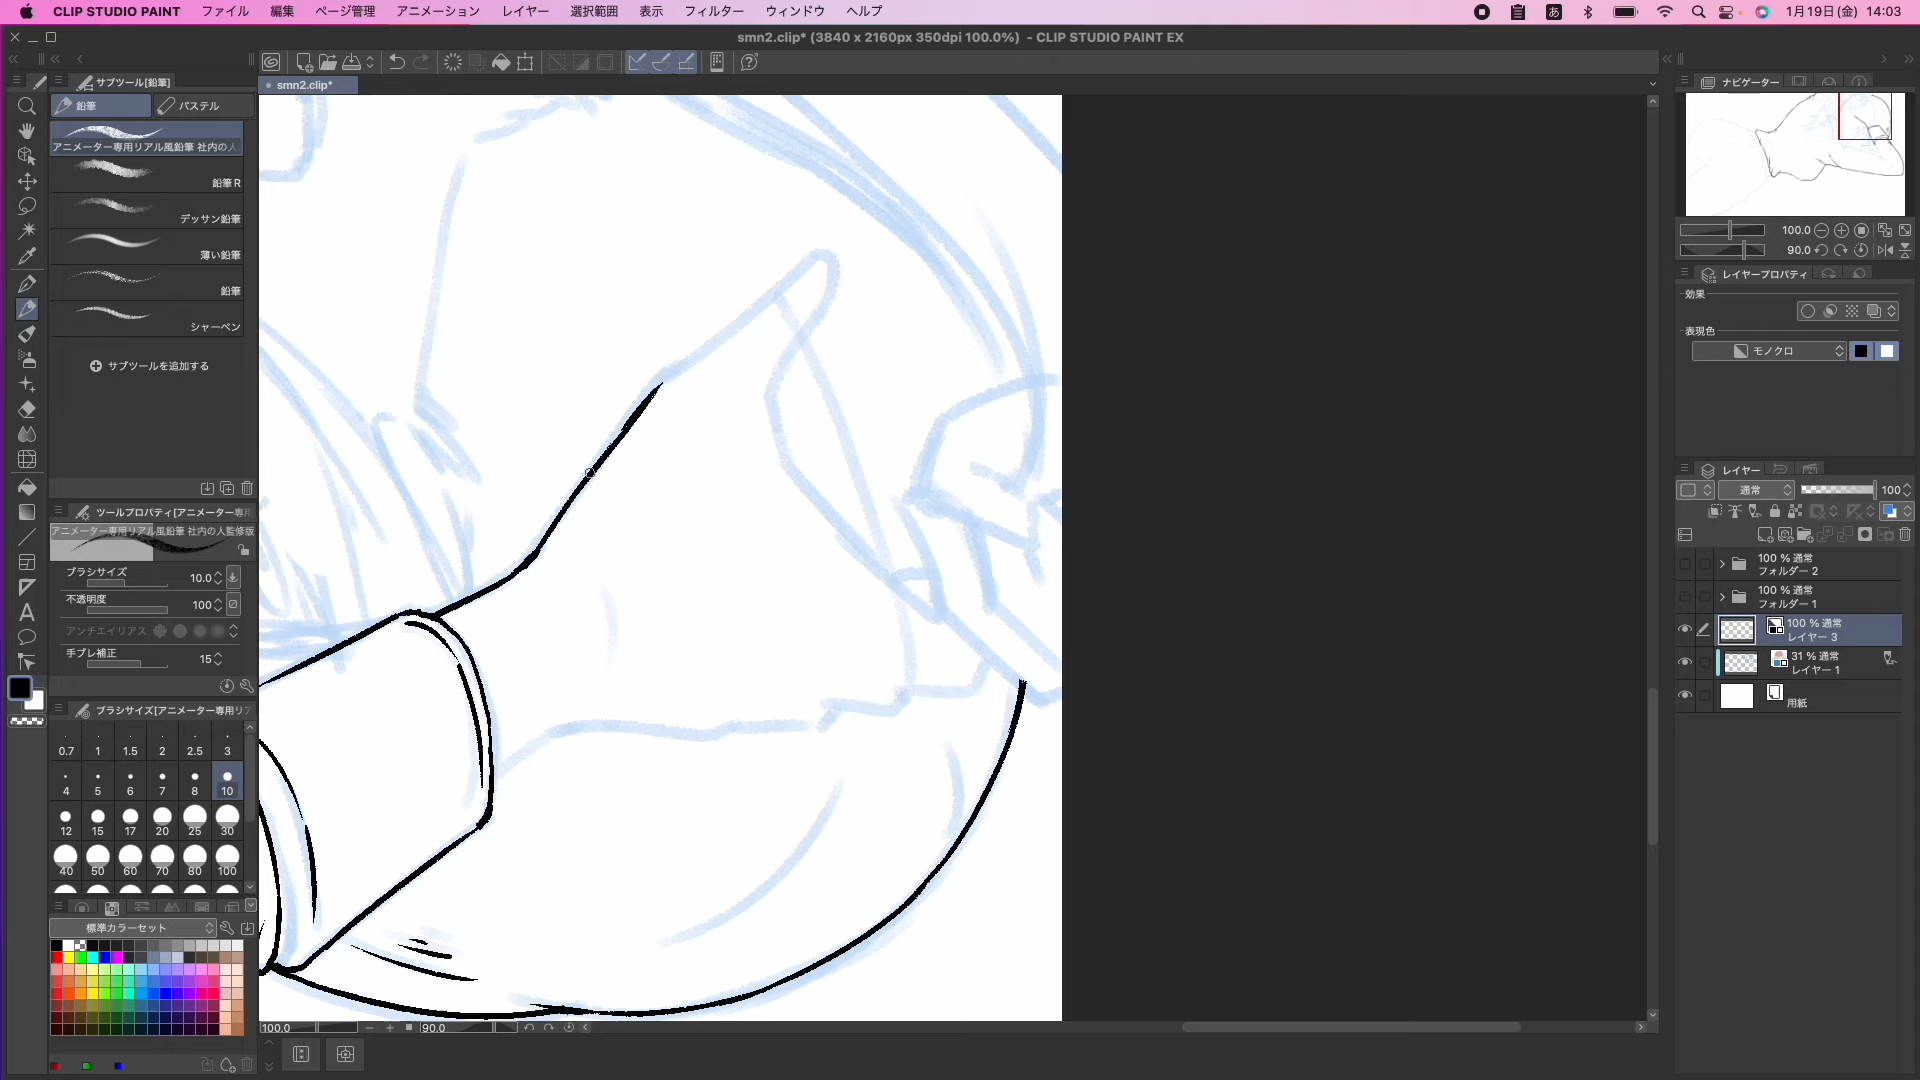 CLIP STUDIO PAINT ファイル 編集 ページ管理 アニメーション レイヤー 選択範囲 表示 フィルター ウィンドウ ヘルプ あ 1月19日(金) 14:03
smn2.clip* (3840 x 2160px 350dpi 100.0%) - CLIP STUDIO PAINT EX
smn2.clip*
サブツール[鉛筆]
鉛筆 パステル
アニメーター専用リアル風鉛筆 社内の人
鉛筆R
デッサン鉛筆
薄い鉛筆
鉛筆
シャーペン
サブツールを追加する
ツールプロパティ[アニメーター専用
アニメーター専用リアル風鉛筆 社内の人監修版
ブラシサイズ 10.0
不透明度 100
アンチエイリアス
手ブレ補正 15
ブラシサイズ[アニメーター専用リア
0.7 1 1.5 2 2.5 3
4 5 6 7 8 10
12 15 17 20 25 30
40 50 60 70 80 100
標準カラーセット
100.0 90.0
ナビゲーター
100.0
90.0
レイヤープロパティ
効果
表現色
モノクロ
レイヤー
通常 100
100 % 通常
フォルダー 2
100 % 通常
フォルダー 1
100 % 通常
レイヤー 3
31 % 通常
レイヤー 1
用紙